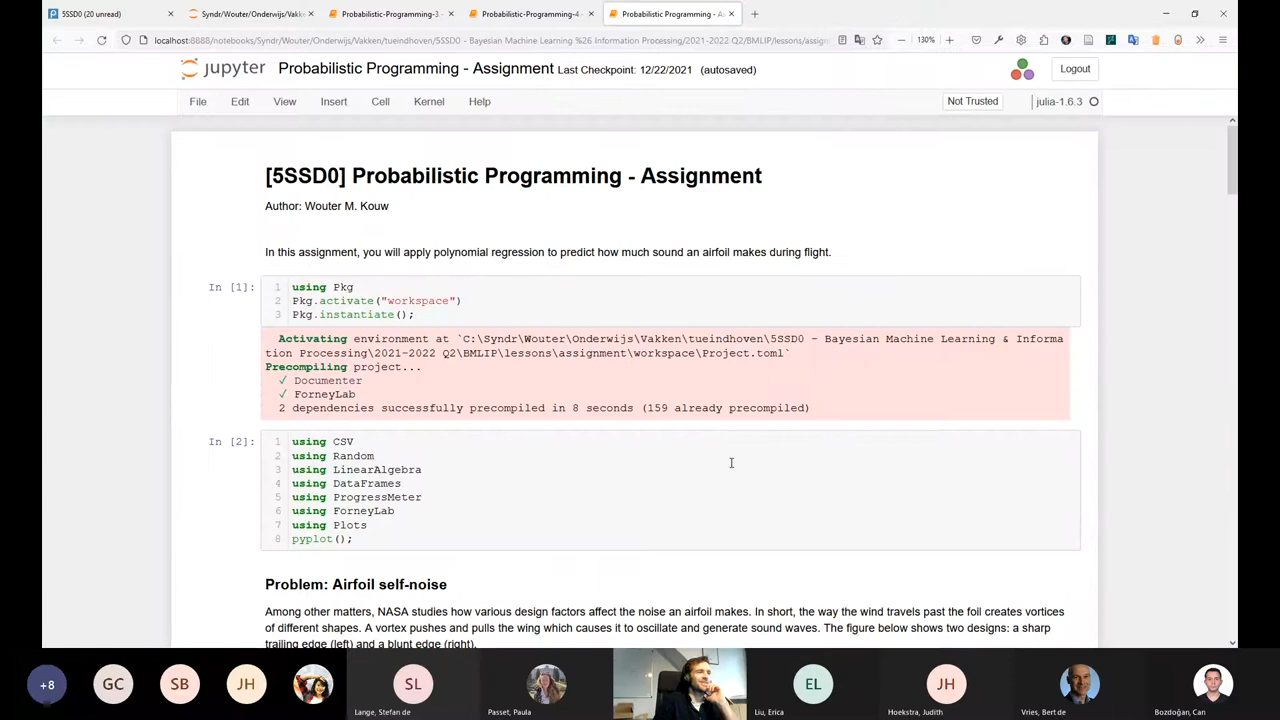 5SSD0 (20 unread)
Syndr/Wouter/Onderwijs/Vakke
Probabilistic-Programming-3 -
Probabilistic-Programming-4 -
Probabilistic Programming - As
localhost:8888/notebooks/Syndr/Wouter/Onderwijs/Vakken/tueindhoven/5SSD0 - Bayesian Machine Learning %26 Information Processing/2021-2022 Q2/BMLIP/lessons/assign
130%
jupyter Probabilistic Programming - Assignment Last Checkpoint: 12/22/2021 (autosaved)
Logout
File Edit View Insert Cell Kernel Help
Not Trusted
julia-1.6.3
[5SSD0] Probabilistic Programming - Assignment
Author: Wouter M. Kouw
In this assignment, you will apply polynomial regression to predict how much sound an airfoil makes during flight.
In [1]:
1 using Pkg
2 Pkg.activate("workspace")
3 Pkg.instantiate();
Activating environment at `C:\Syndr\Wouter\Onderwijs\Vakken\tueindhoven\5SSD0 - Bayesian Machine Learning & Informa
tion Processing\2021-2022 Q2\BMLIP\lessons\assignment\workspace\Project.toml`
Precompiling project...
✓ Documenter
✓ ForneyLab
2 dependencies successfully precompiled in 8 seconds (159 already precompiled)
In [2]:
1 using CSV
2 using Random
3 using LinearAlgebra
4 using DataFrames
5 using ProgressMeter
6 using ForneyLab
7 using Plots
8 pyplot();
Problem: Airfoil self-noise
Among other matters, NASA studies how various design factors affect the noise an airfoil makes. In short, the way the wind travels past the foil creates vortices
of different shapes. A vortex pushes and pulls the wing which causes it to oscillate and generate sound waves. The figure below shows two designs: a sharp
trailing edge (left) and a blunt edge (right).
+8
GC
SB
JH
SL
EL
JH
Lange, Stefan de
Passet, Paula
Liu, Erica
Hoekstra, Judith
Vries, Bert de
Bozdoğan, Can